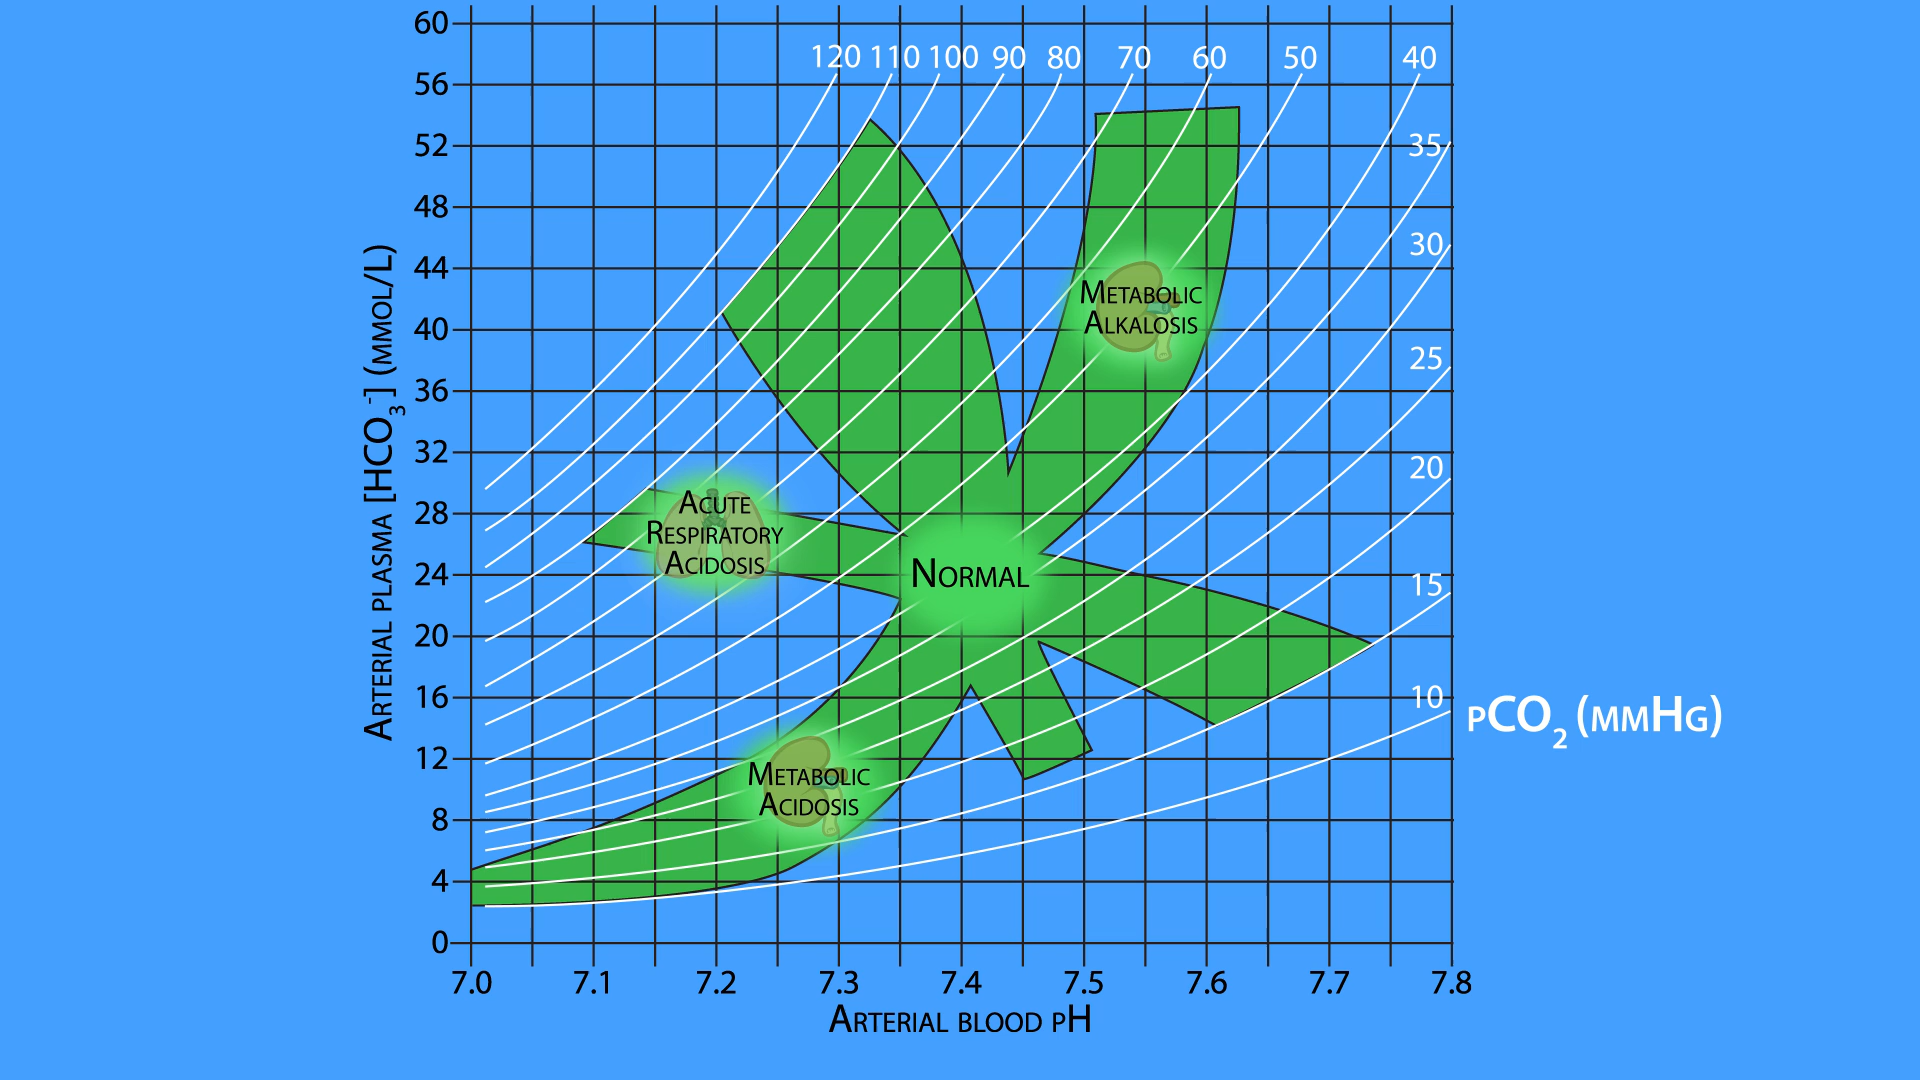 60
56
52
48
44
40
36
32
28
24
20
16
12
8
4
0
120 110 100 90 80 70 60 50 40
35
30
25
20
15
10
Metabolic
Alkalosis
Acute
Respiratory
Acidosis
Normal
Metabolic
Acidosis
pCO2 (mmHg)
Arterial plasma [HCO3-] (mmol/L)
7.0 7.1 7.2 7.3 7.4 7.5 7.6 7.7 7.8
Arterial blood pH